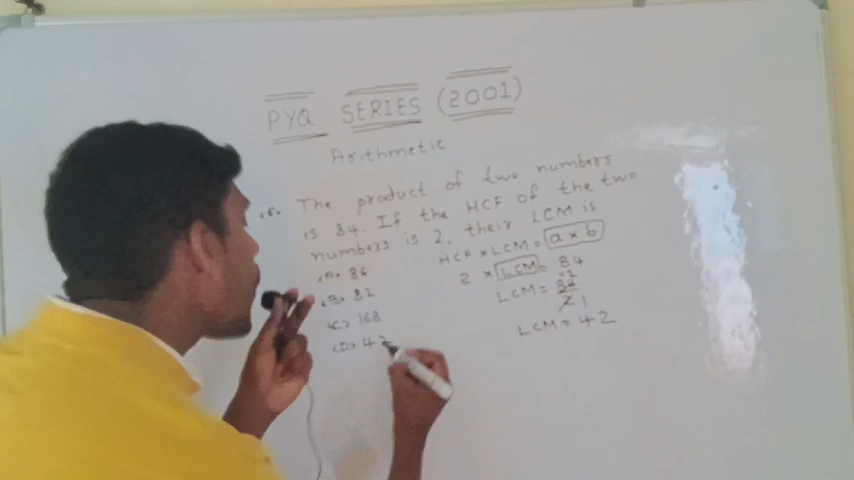 PYQ SERIES (2001)
Arithmetic
<6> The product of two numbers
is 84. If the HCF of the two
numbers is 2, their LCM is
<A> 86
<B> 82
<C> 168
<D> 42
HCF × LCM = a × b
2 × LCM = 84
LCM = 84 42
2 1
LCM = 42